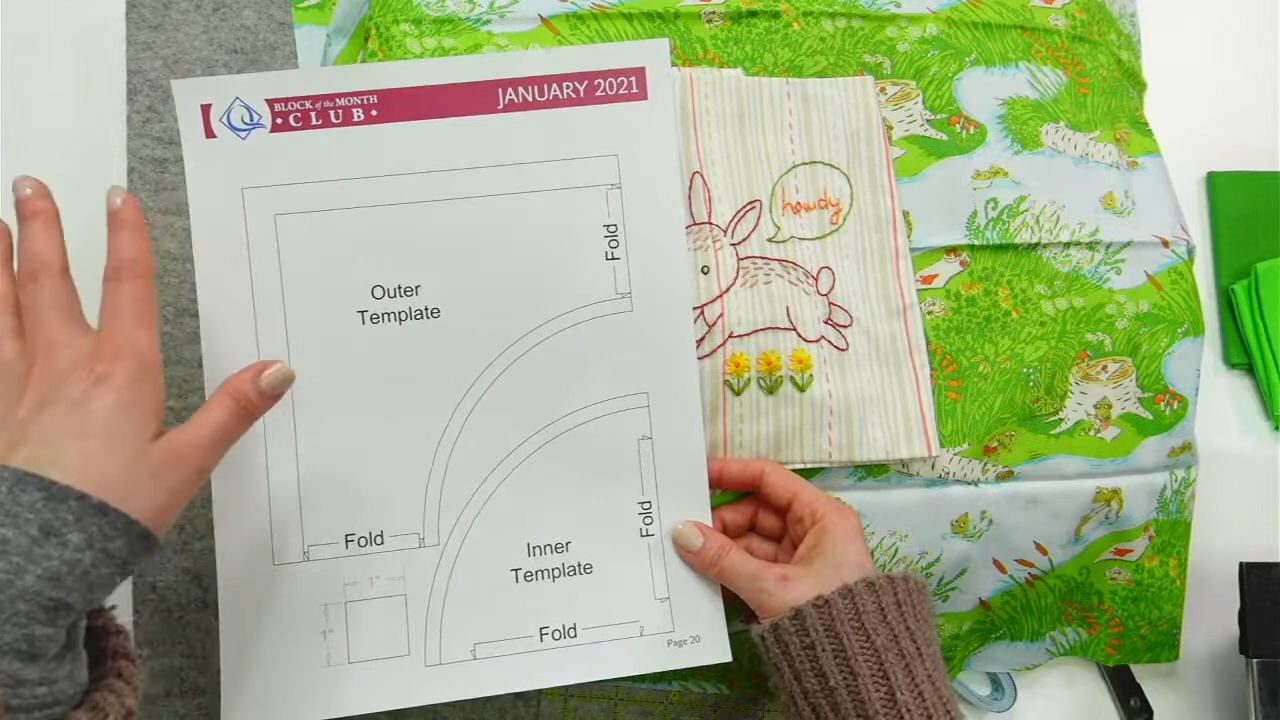 BLOCK of the MONTH
• CLUB •
JANUARY 2021
Fold
Outer
Template
howdy
Fold
Fold
Inner
Template
1"
1"
Fold
Page 20